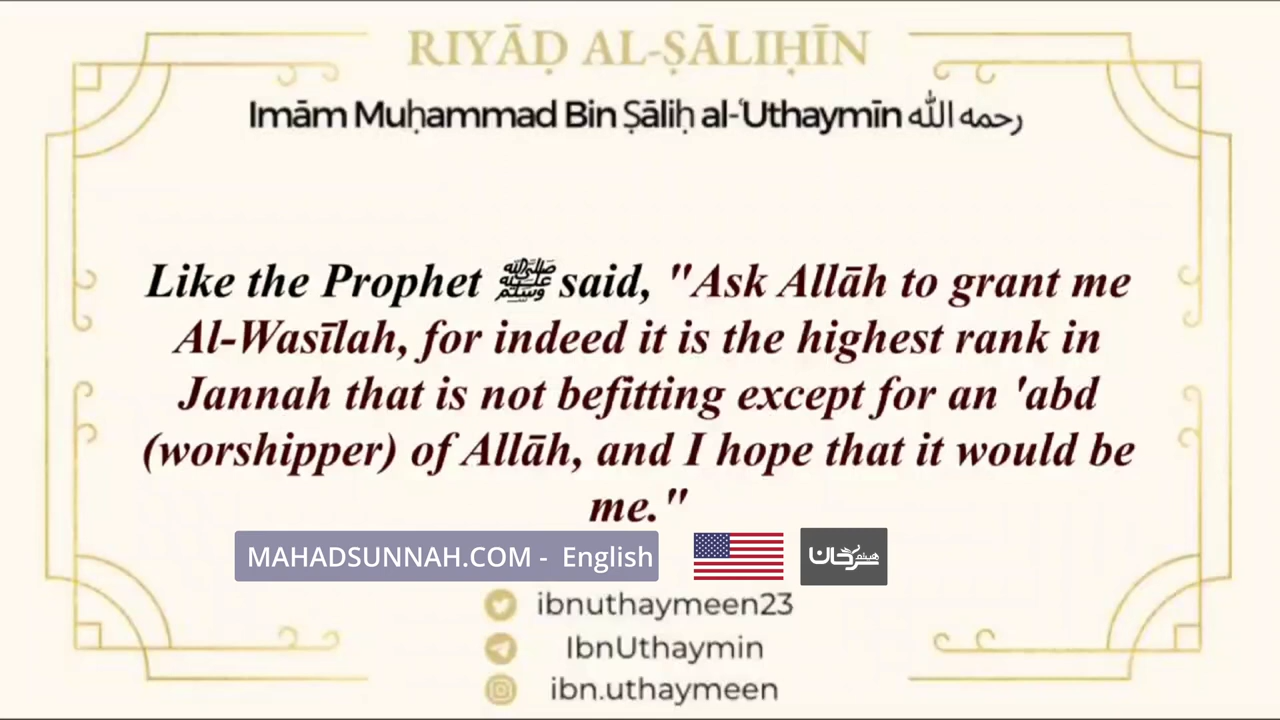 RIYĀḌ AL-ṢĀLIḤĪN
Imām Muḥammad Bin Ṣāliḥ al-ʿUthaymīn رحمه الله
Like the Prophet ﷺ said, "Ask Allāh to grant me
Al-Wasīlah, for indeed it is the highest rank in
Jannah that is not befitting except for an 'abd
(worshipper) of Allāh, and I hope that it would be
me."
MAHADSUNNAH.COM - English
هيثم سرحان
ibnuthaymeen23
IbnUthaymin
ibn.uthaymeen